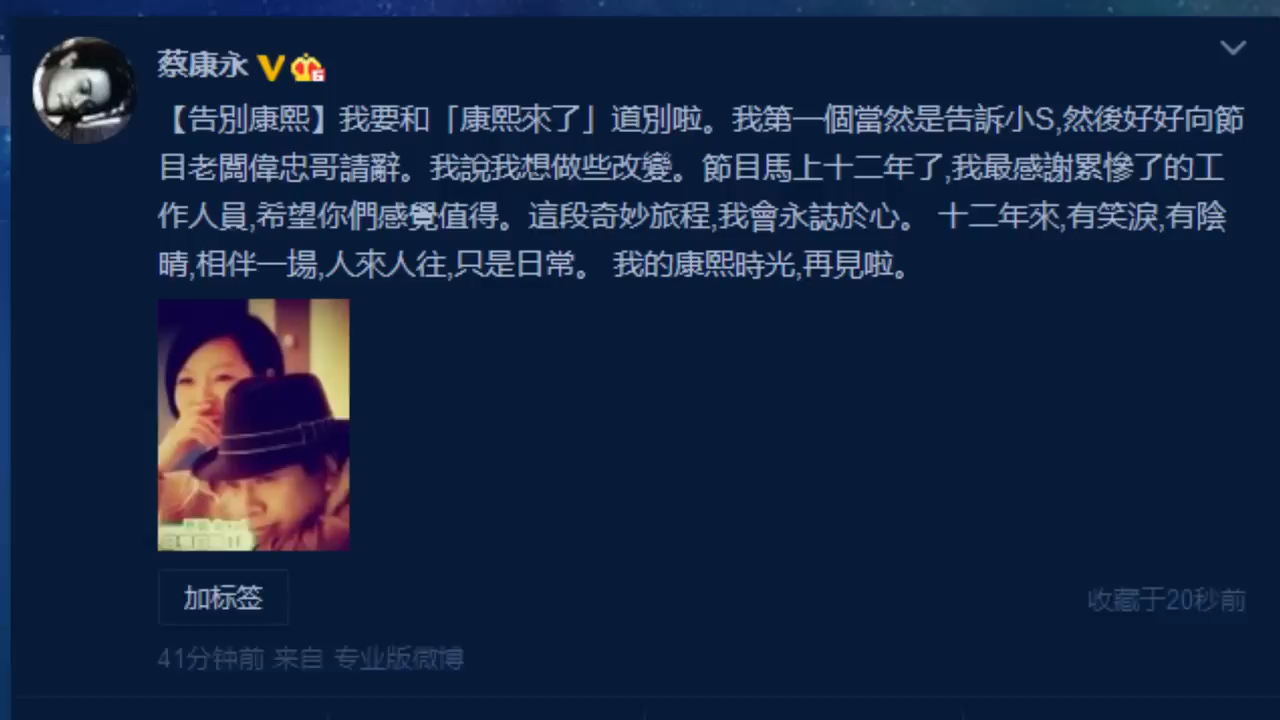 蔡康永
【告別康熙】我要和「康熙來了」道別啦。我第一個當然是告訴小S,然後好好向節
目老闆偉忠哥請辭。我說我想做些改變。節目馬上十二年了,我最感謝累慘了的工
作人員,希望你們感覺值得。這段奇妙旅程,我會永誌於心。 十二年來,有笑淚,有陰
晴,相伴一場,人來人往,只是日常。 我的康熙時光,再見啦。
加标签
收藏于20秒前
41分钟前 来自 专业版微博